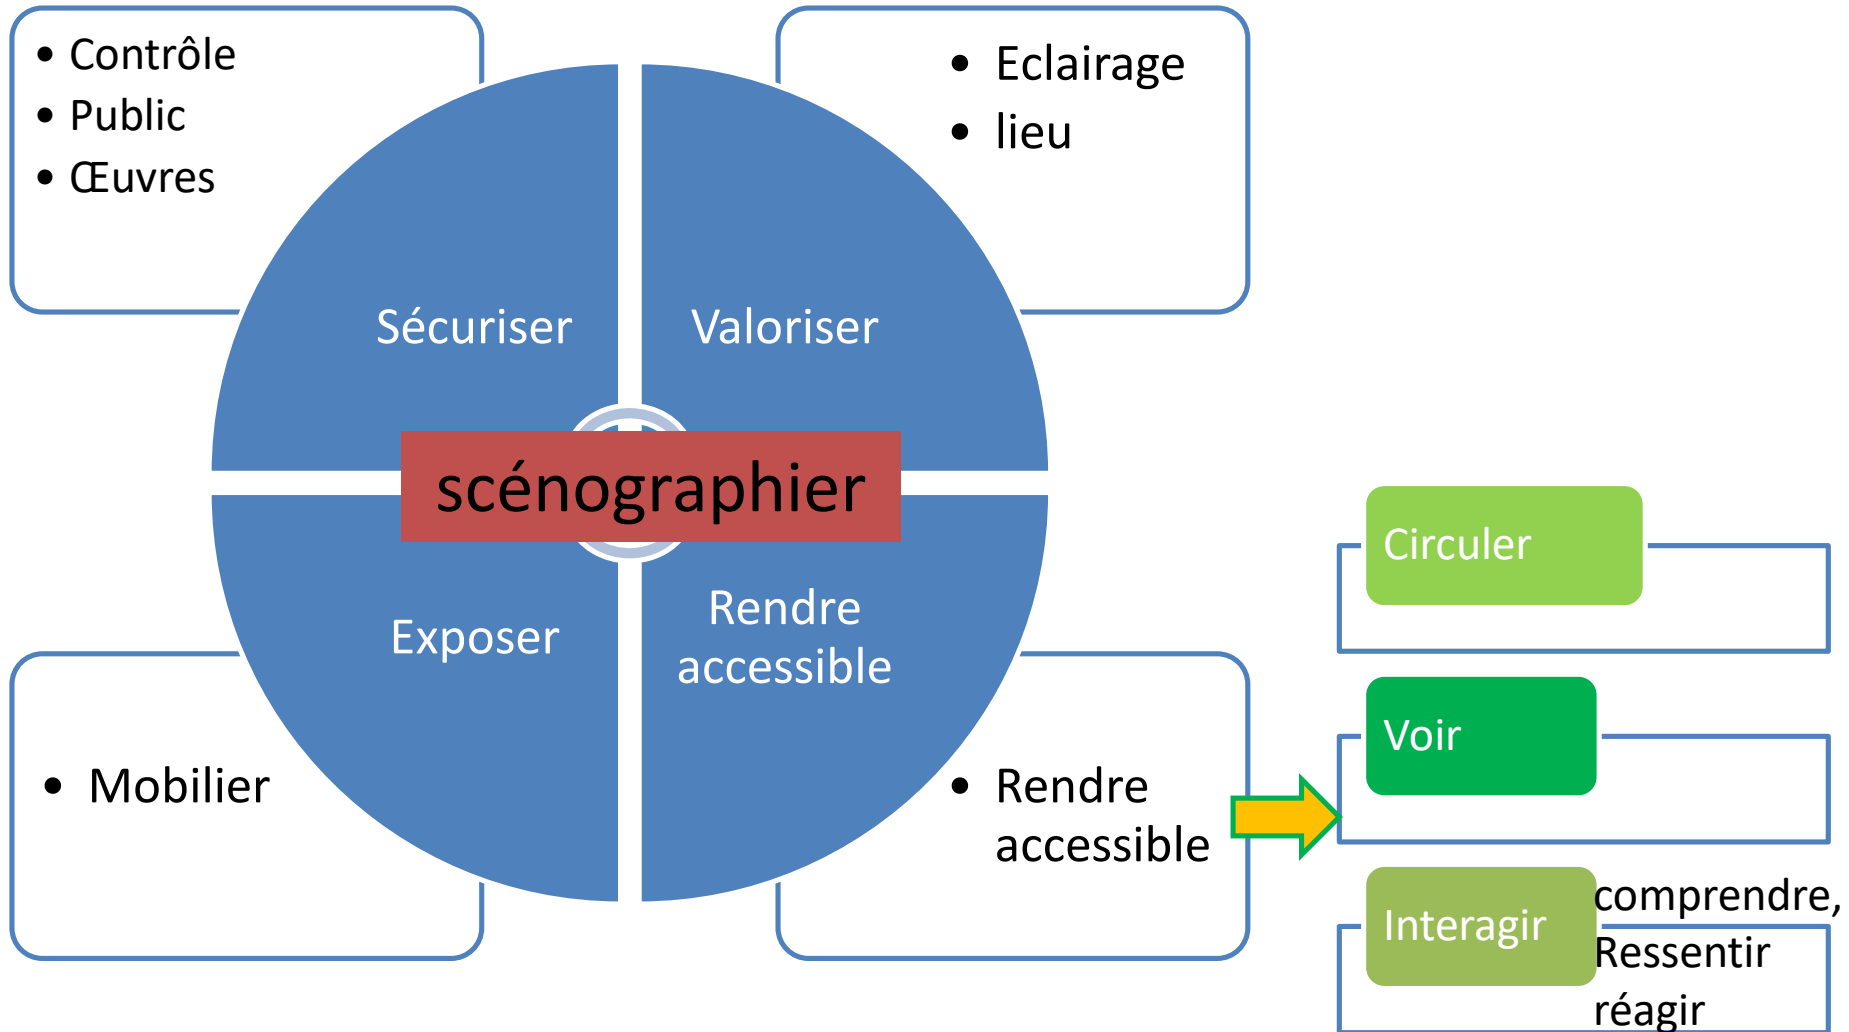 • Contrôle
• Public
• Œuvres
• Eclairage
• lieu
Sécuriser
Valoriser
scénographier
Exposer
Rendre
accessible
• Mobilier
• Rendre
accessible
Circuler
Voir
Interagir
comprendre,
Ressentir
réagir